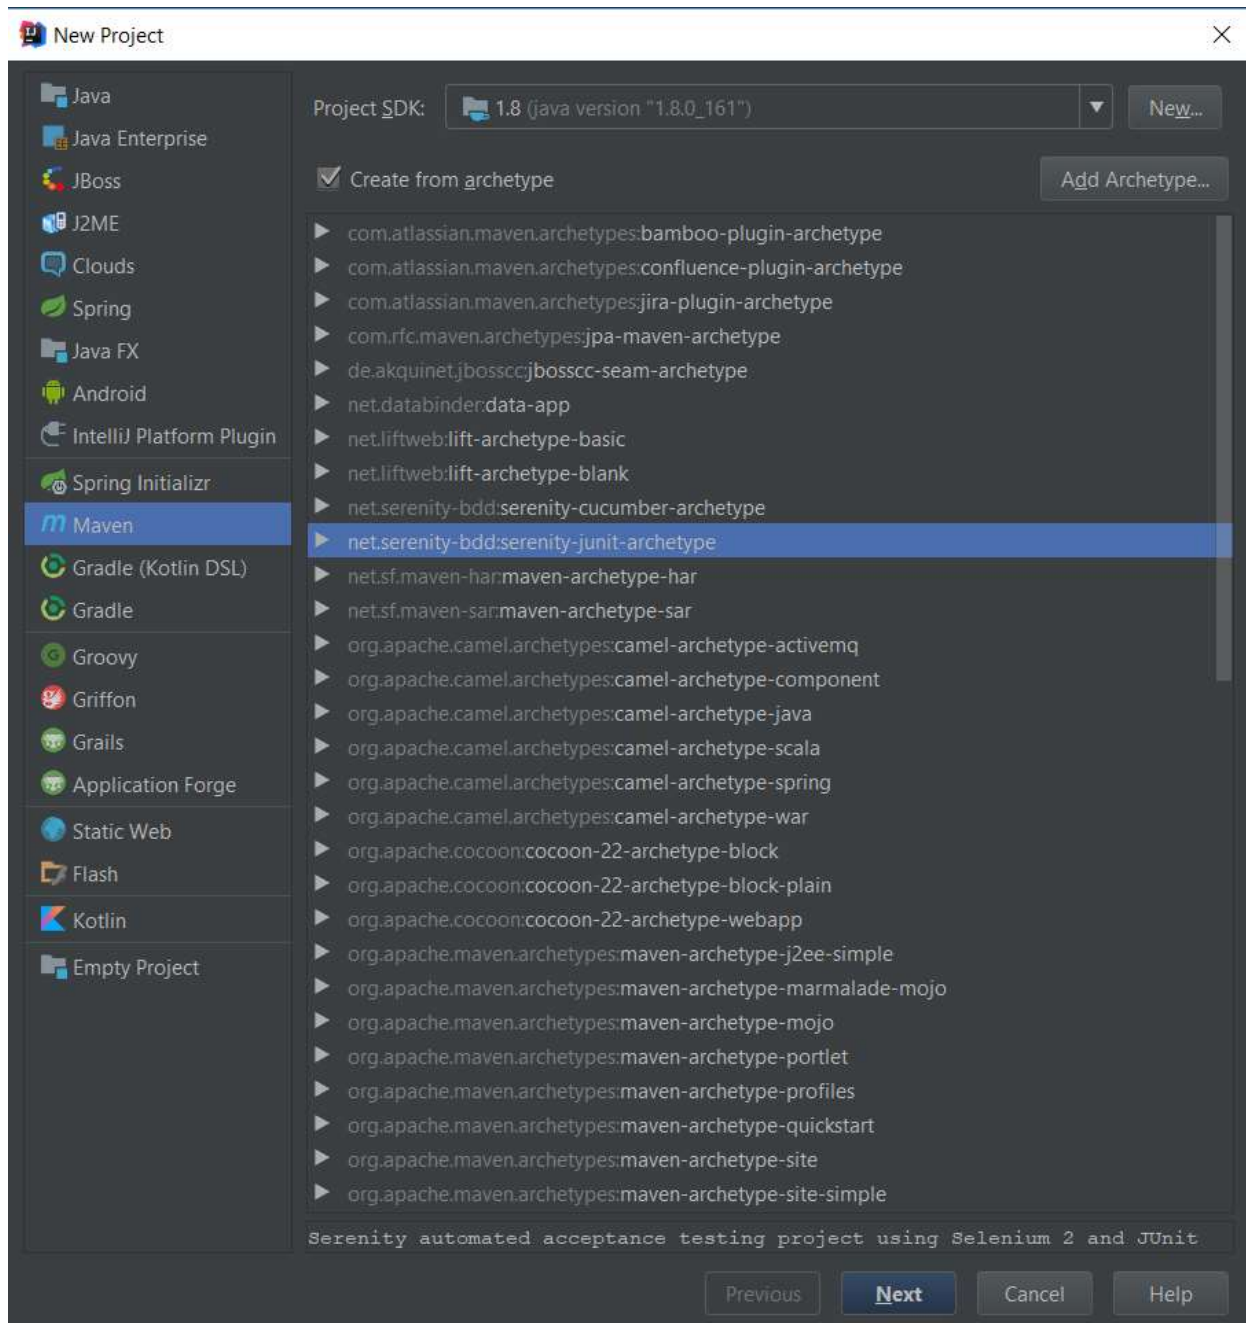 New Project
Java
Java Enterprise
JBoss
J2ME
Clouds
Spring
Java FX
Android
IntelliJ Platform Plugin
Spring Initializr
Maven
Gradle (Kotlin DSL)
Gradle
Groovy
Griffon
Grails
Application Forge
Static Web
Flash
Kotlin
Empty Project
Project SDK: 1.8 (java version "1.8.0_161") New...
Create from archetype Add Archetype...
com.atlassian.maven.archetypes:bamboo-plugin-archetype
com.atlassian.maven.archetypes:confluence-plugin-archetype
com.atlassian.maven.archetypes:jira-plugin-archetype
com.rfc.maven.archetypes:jpa-maven-archetype
de.akquinet.jbosscc:jbosscc-seam-archetype
net.databinder:data-app
net.liftweb:lift-archetype-basic
net.liftweb:lift-archetype-blank
net.serenity-bdd:serenity-cucumber-archetype
net.serenity-bdd:serenity-junit-archetype
net.sf.maven-har:maven-archetype-har
net.sf.maven-sar:maven-archetype-sar
org.apache.camel.archetypes:camel-archetype-activemq
org.apache.camel.archetypes:camel-archetype-component
org.apache.camel.archetypes:camel-archetype-java
org.apache.camel.archetypes:camel-archetype-scala
org.apache.camel.archetypes:camel-archetype-spring
org.apache.camel.archetypes:camel-archetype-war
org.apache.cocoon:cocoon-22-archetype-block
org.apache.cocoon:cocoon-22-archetype-block-plain
org.apache.cocoon:cocoon-22-archetype-webapp
org.apache.maven.archetypes:maven-archetype-j2ee-simple
org.apache.maven.archetypes:maven-archetype-marmalade-mojo
org.apache.maven.archetypes:maven-archetype-mojo
org.apache.maven.archetypes:maven-archetype-portlet
org.apache.maven.archetypes:maven-archetype-profiles
org.apache.maven.archetypes:maven-archetype-quickstart
org.apache.maven.archetypes:maven-archetype-site
org.apache.maven.archetypes:maven-archetype-site-simple
Serenity automated acceptance testing project using Selenium 2 and JUnit
Previous Next Cancel Help